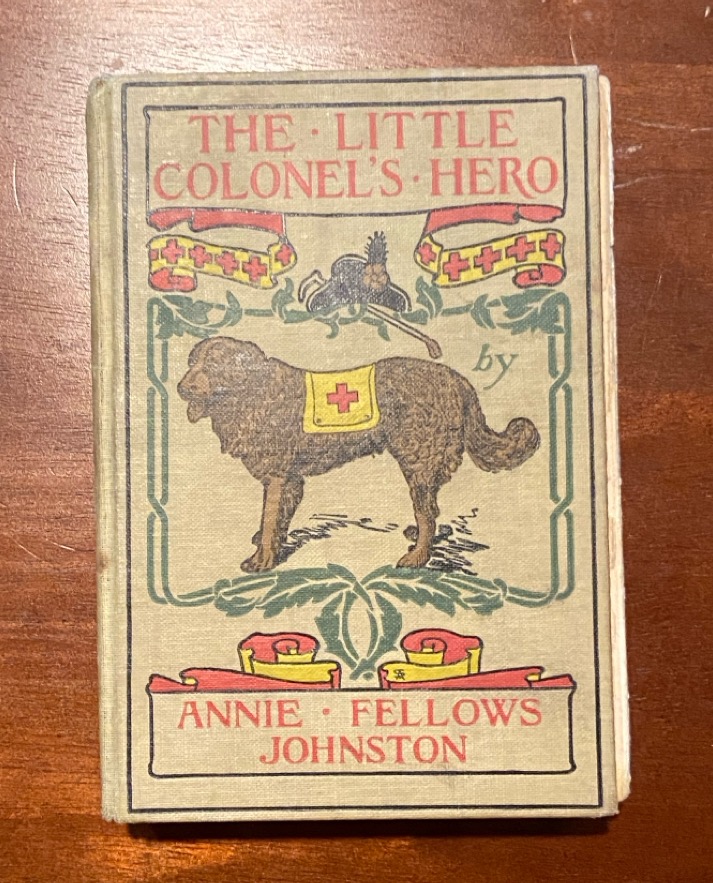 THE · LITTLE
COLONEL'S · HERO
by
ANNIE · FELLOWS
JOHNSTON